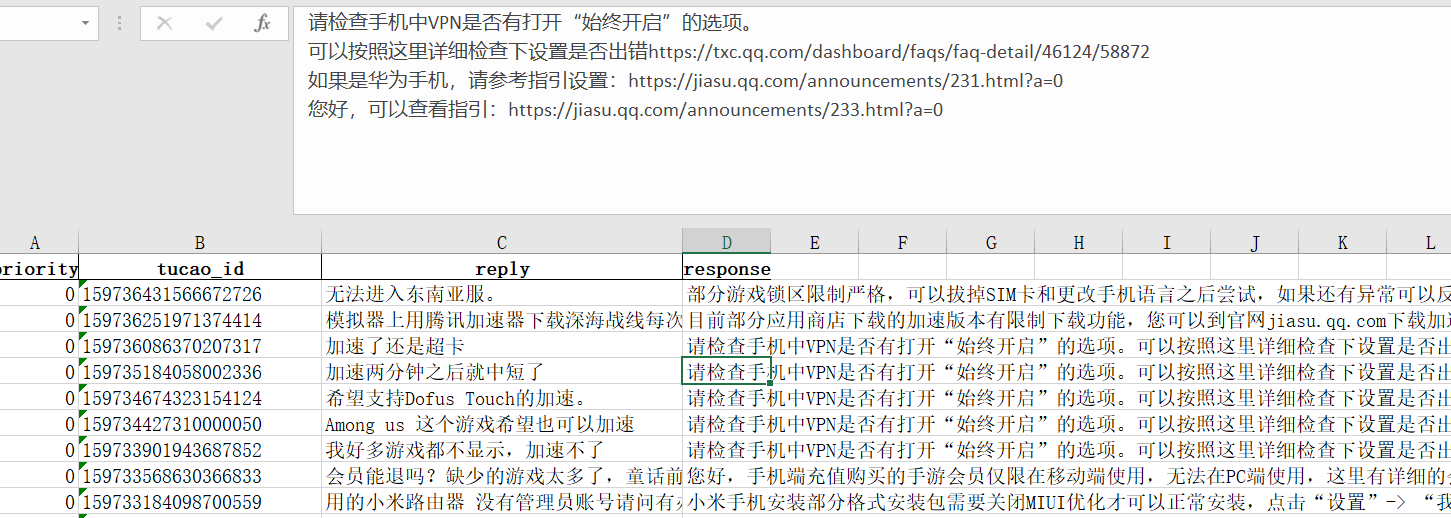 fx
请检查手机中VPN是否有打开“始终开启”的选项。
可以按照这里详细检查下设置是否出错https://txc.qq.com/dashboard/faqs/faq-detail/46124/58872
如果是华为手机，请参考指引设置：https://jiasu.qq.com/announcements/231.html?a=0
您好，可以查看指引：https://jiasu.qq.com/announcements/233.html?a=0
A B C D E F G H I J K L
priority tucao_id reply response
0 159736431566672726 无法进入东南亚服。 部分游戏锁区限制严格，可以拔掉SIM卡和更改手机语言之后尝试，如果还有异常可以反
0 159736251971374414 模拟器上用腾讯加速器下载深海战线每次 目前部分应用商店下载的加速版本有限制下载功能，您可以到官网jiasu.qq.com下载加速
0 159736086370207317 加速了还是超卡 请检查手机中VPN是否有打开“始终开启”的选项。可以按照这里详细检查下设置是否出
0 159735184058002336 加速两分钟之后就中短了 请检查手机中VPN是否有打开“始终开启”的选项。可以按照这里详细检查下设置是否出
0 159734674323154124 希望支持Dofus Touch的加速。 请检查手机中VPN是否有打开“始终开启”的选项。可以按照这里详细检查下设置是否出
0 159734427310000050 Among us 这个游戏希望也可以加速 请检查手机中VPN是否有打开“始终开启”的选项。可以按照这里详细检查下设置是否出
0 159733901943687852 我好多游戏都不显示，加速不了 请检查手机中VPN是否有打开“始终开启”的选项。可以按照这里详细检查下设置是否出
0 159733568630366833 会员能退吗？缺少的游戏太多了，童话前 您好，手机端充值购买的手游会员仅限在移动端使用，无法在PC端使用，这里有详细的
0 159733184098700559 用的小米路由器 没有管理员账号请问有 小米手机安装部分格式安装包需要关闭MIUI优化才可以正常安装，点击“设置”-> “我